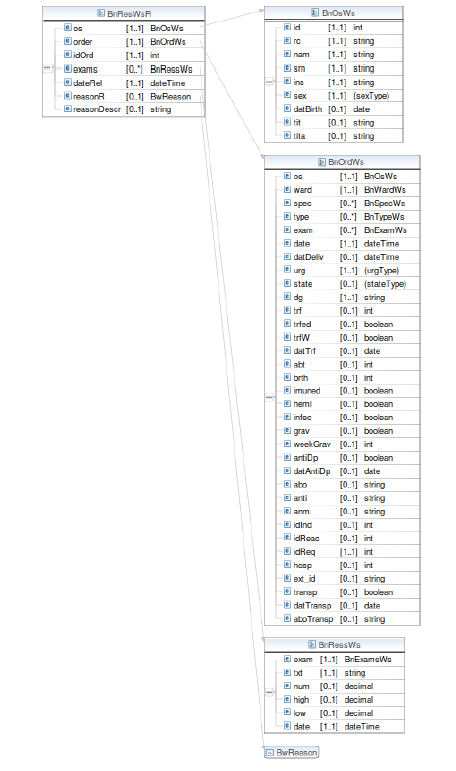 BnResWsR
os [1..1] BnOsWs
order [1..1] BnOrdWs
idOrd [1..1] int
exams [0..*] BnRessWs
dateRel [1..1] dateTime
reasonR [0..1] BwReason
reasonDescr [0..1] string
BnOsWs
id [1..1] int
rc [1..1] string
nam [1..1] string
srn [1..1] string
ins [1..1] string
sex [1..1] (sexType)
datBirth [0..1] date
tit [0..1] string
tita [0..1] string
BnOrdWs
os [1..1] BnOsWs
ward [1..1] BnWardWs
spec [0..*] BnSpecWs
type [0..*] BnTypeWs
exam [0..*] BnExamWs
date [1..1] dateTime
datDeliv [0..1] dateTime
urg [1..1] (urgType)
state [0..1] (stateType)
dg [1..1] string
trf [0..1] int
trfed [0..1] boolean
trfW [0..1] boolean
datTrf [0..1] date
abt [0..1] int
brth [0..1] int
imuned [0..1] boolean
hemi [0..1] boolean
infec [0..1] boolean
grav [0..1] boolean
weekGrav [0..1] int
antiDp [0..1] boolean
datAntiDp [0..1] date
abo [0..1] string
anti [0..1] string
anm [0..1] string
idInd [0..1] int
idReac [0..1] int
idReq [1..1] int
hosp [0..1] int
ext_id [0..1] string
transp [0..1] boolean
datTransp [0..1] date
aboTransp [0..1] string
BnRessWs
exam [1..1] BnExamsWs
txt [1..1] string
num [0..1] decimal
high [0..1] decimal
low [0..1] decimal
date [1..1] dateTime
BwReason